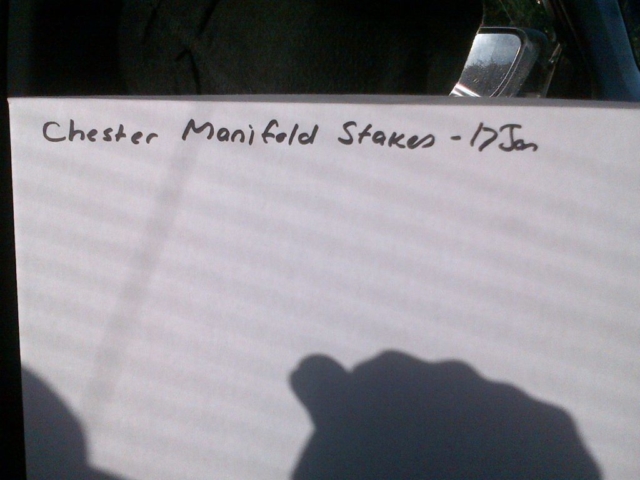 Chester Manifold Stakes - 17 Jan